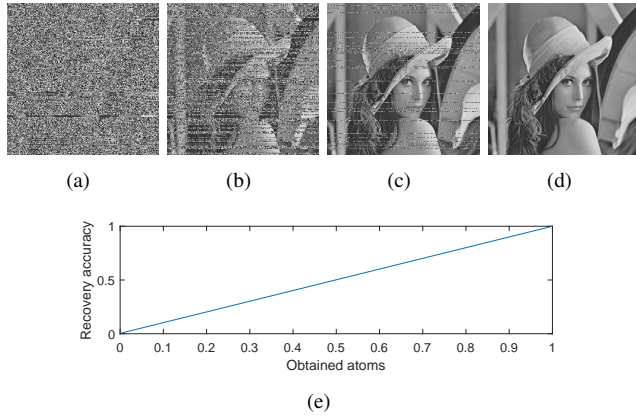 (a) (b) (c) (d)
Recovery accuracy
1
0.5
0
0 0.1 0.2 0.3 0.4 0.5 0.6 0.7 0.8 0.9 1
Obtained atoms
(e)